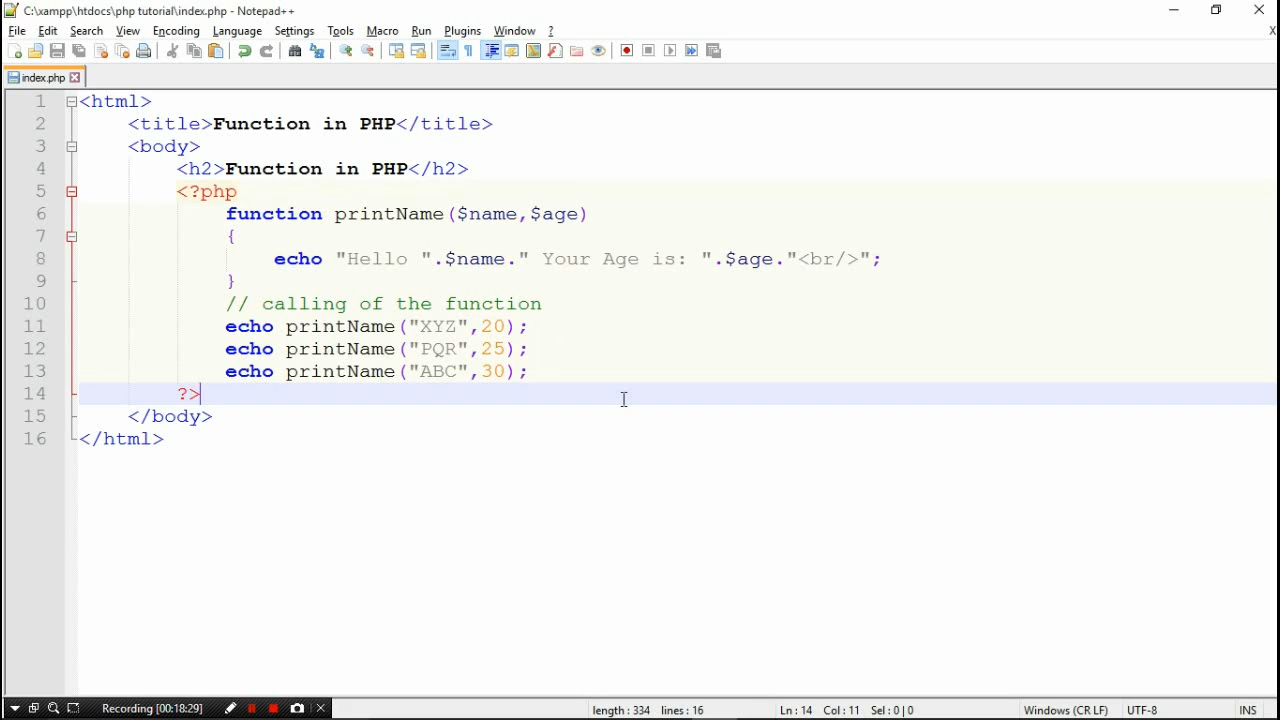 C:\xampp\htdocs\php tutorial\index.php - Notepad++
File Edit Search View Encoding Language Settings Tools Macro Run Plugins Window ? X
index.php
1 <html>
2 <title>Function in PHP</title>
3 <body>
4 <h2>Function in PHP</h2>
5 <?php
6 function printName($name,$age)
7 {
8 echo "Hello ".$name." Your Age is: ".$age."<br/>";
9 }
10 // calling of the function
11 echo printName("XYZ",20);
12 echo printName("PQR",25);
13 echo printName("ABC",30);
14 ?>
15 </body>
16 </html>
Recording [00:18:29] length : 334 lines : 16 Ln : 14 Col : 11 Sel : 0 | 0 Windows (CR LF) UTF-8 INS